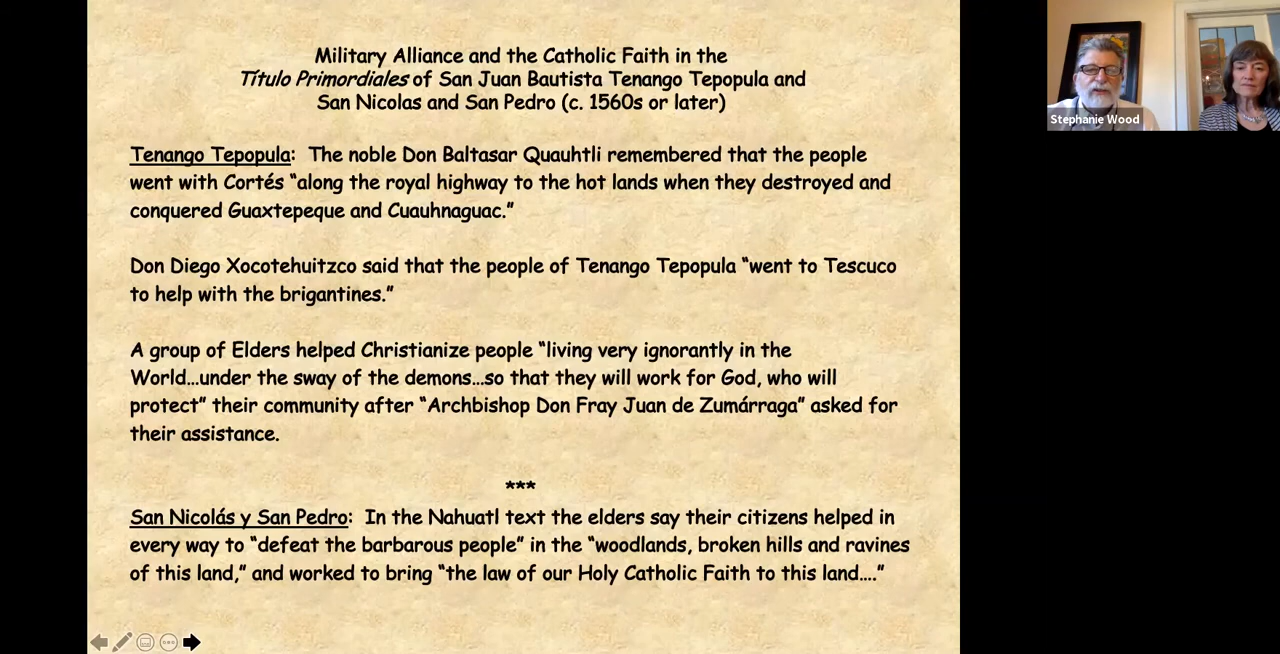 Military Alliance and the Catholic Faith in the
Título Primordiales of San Juan Bautista Tenango Tepopula and
San Nicolas and San Pedro (c. 1560s or later)
Tenango Tepopula: The noble Don Baltasar Quauhtli remembered that the people
went with Cortés “along the royal highway to the hot lands when they destroyed and
conquered Guaxtepeque and Cuauhnaguac.”
Don Diego Xocotehuitzco said that the people of Tenango Tepopula “went to Tescuco
to help with the brigantines.”
A group of Elders helped Christianize people “living very ignorantly in the
World…under the sway of the demons…so that they will work for God, who will
protect” their community after “Archbishop Don Fray Juan de Zumárraga” asked for
their assistance.
***
San Nicolás y San Pedro: In the Nahuatl text the elders say their citizens helped in
every way to “defeat the barbarous people” in the “woodlands, broken hills and ravines
of this land,” and worked to bring “the law of our Holy Catholic Faith to this land….”
Stephanie Wood